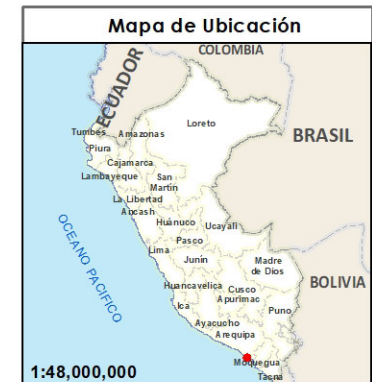 Mapa de Ubicación
COLOMBIA
ECUADOR
Loreto
Tumbes
Amazonas
BRASIL
Piura
Cajamarca
Lambayeque
San
Martín
La Libertad
Ancash
Huánuco
Ucayali
OCEANO PACIFICO
Pasco
Lima
Junín
Madre
de Dios
Huancavelica
Cusco
BOLIVIA
Apurímac
Ica
Puno
Ayacucho
Arequipa
Moquegua
1:48,000,000
Tacna